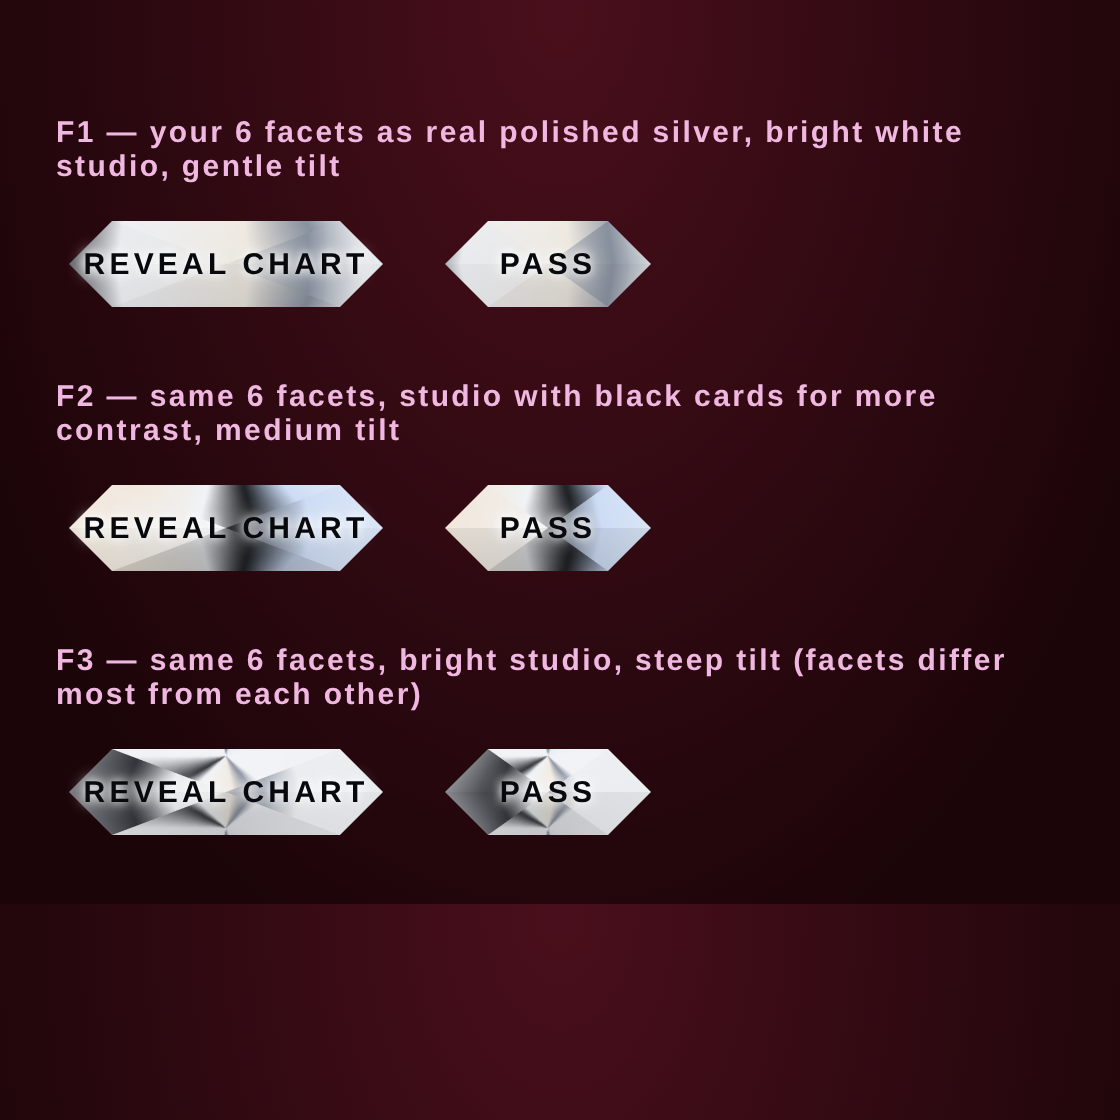 F1 — your 6 facets as real polished silver, bright white
studio, gentle tilt
REVEAL CHART
PASS
F2 — same 6 facets, studio with black cards for more
contrast, medium tilt
REVEAL CHART
PASS
F3 — same 6 facets, bright studio, steep tilt (facets differ
most from each other)
REVEAL CHART
PASS